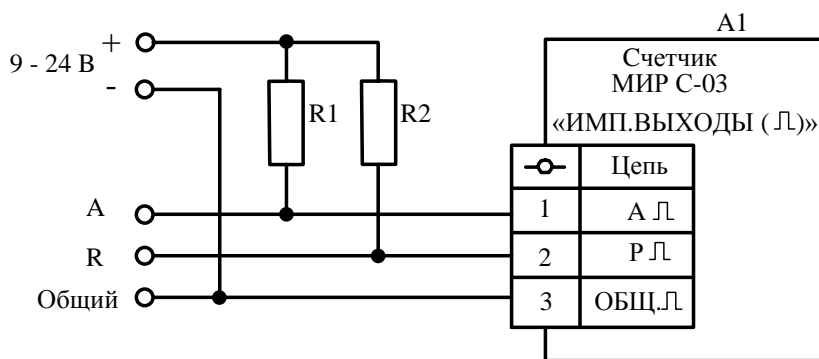 A1
+
9 - 24 В
-
R1
R2
Счетчик
МИР С-03
«ИМП.ВЫХОДЫ (⎍)»
Цепь
A
1
А ⎍
R
2
Р ⎍
Общий
3
ОБЩ.⎍